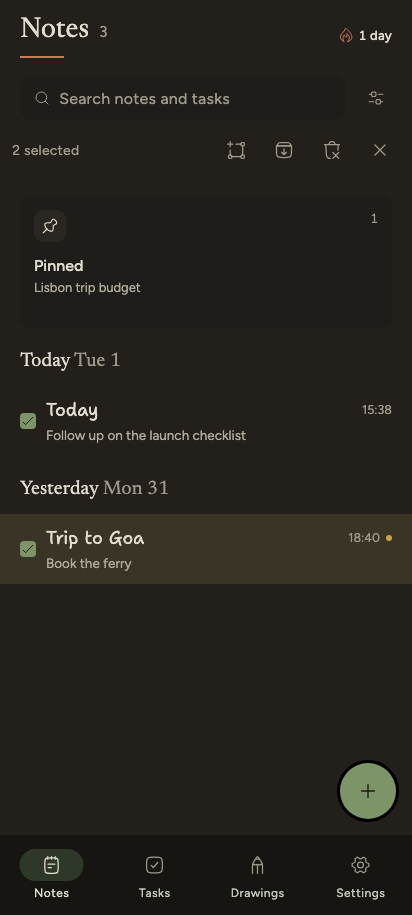 Notes 3
1 day
Search notes and tasks
2 selected
1
Pinned
Lisbon trip budget
Today Tue 1
Today 15:38
Follow up on the launch checklist
Yesterday Mon 31
Trip to Goa 18:40
Book the ferry
Notes Tasks Drawings Settings